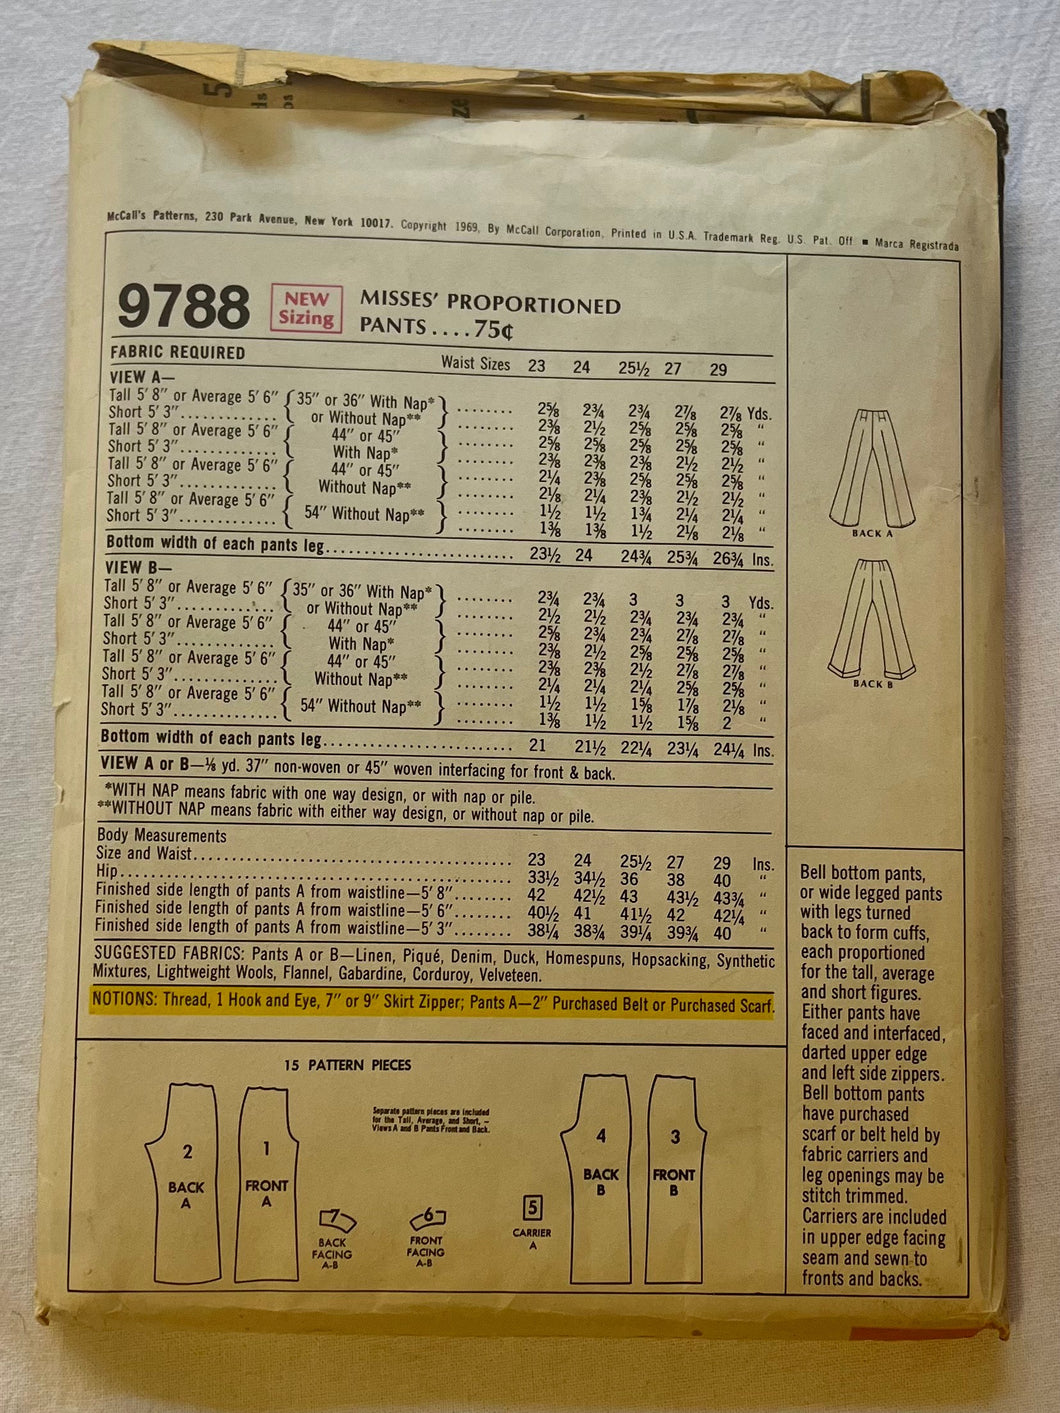 5
ds
pa
ze
McCall's Patterns, 230 Park Avenue, New York 10017. Copyright 1969, By McCall Corporation, Printed in U.S.A. Trademark Reg. U.S. Pat. Off ■ Marca Registrada
9788 NEW Sizing MISSES' PROPORTIONED
PANTS....75¢
FABRIC REQUIRED Waist Sizes 23 24 25½ 27 29
VIEW A—
Tall 5' 8" or Average 5' 6" { 35" or 36" With Nap* } ........ 2⅝ 2¾ 2¾ 2⅞ 2⅞ Yds.
Short 5' 3"............. or Without Nap** 2⅜ 2½ 2⅝ 2⅝ 2⅝ "
Tall 5' 8" or Average 5' 6" { 44" or 45" } ........ 2⅝ 2⅝ 2⅝ 2⅝ 2⅝ "
Short 5' 3"............. With Nap* 2⅜ 2⅜ 2⅜ 2½ 2½ "
Tall 5' 8" or Average 5' 6" { 44" or 45" } ........ 2¼ 2⅜ 2⅝ 2⅝ 2⅝ "
Short 5' 3"............. Without Nap** 2⅛ 2¼ 2⅜ 2½ 2½ "
Tall 5' 8" or Average 5' 6" { 54" Without Nap** } ........ 1½ 1½ 1¾ 2¼ 2¼ "
Short 5' 3"............. ........ 1⅜ 1⅜ 1½ 2⅛ 2⅛ "
Bottom width of each pants leg.......................... 23½ 24 24¾ 25¾ 26¾ Ins.
VIEW B—
Tall 5' 8" or Average 5' 6" { 35" or 36" With Nap* } ........ 2¾ 2¾ 3 3 3 Yds.
Short 5' 3"............. or Without Nap** 2½ 2½ 2¾ 2¾ 2¾ "
Tall 5' 8" or Average 5' 6" { 44" or 45" } ........ 2⅝ 2¾ 2¾ 2⅞ 2⅞ "
Short 5' 3"............. With Nap* 2⅜ 2½ 2⅝ 2⅝ 2⅝ "
Tall 5' 8" or Average 5' 6" { 44" or 45" } ........ 2⅜ 2⅜ 2½ 2⅞ 2⅞ "
Short 5' 3"............. Without Nap** 2¼ 2¼ 2¼ 2⅝ 2⅝ "
Tall 5' 8" or Average 5' 6" { 54" Without Nap** } ........ 1½ 1½ 1⅝ 1⅞ 2⅛ "
Short 5' 3"............. ........ 1⅜ 1½ 1½ 1⅝ 2 "
Bottom width of each pants leg.......................... 21 21½ 22¼ 23¼ 24¼ Ins.
VIEW A or B—⅛ yd. 37" non-woven or 45" woven interfacing for front & back.
*WITH NAP means fabric with one way design, or with nap or pile.
**WITHOUT NAP means fabric with either way design, or without nap or pile.
Body Measurements
Size and Waist............................................ 23 24 25½ 27 29 Ins.
Hip............................................ 33½ 34½ 36 38 40 "
Finished side length of pants A from waistline—5' 8"........ 42 42½ 43 43½ 43¾ "
Finished side length of pants A from waistline—5' 6"........ 40½ 41 41½ 42 42¼ "
Finished side length of pants A from waistline—5' 3"........ 38¼ 38¾ 39¼ 39¾ 40 "
SUGGESTED FABRICS: Pants A or B—Linen, Piqué, Denim, Duck, Homespuns, Hopsacking, Synthetic
Mixtures, Lightweight Wools, Flannel, Gabardine, Corduroy, Velveteen.
NOTIONS: Thread, 1 Hook and Eye, 7" or 9" Skirt Zipper; Pants A—2" Purchased Belt or Purchased Scarf.
BACK A
BACK B
Bell bottom pants,
or wide legged pants
with legs turned
back to form cuffs,
each proportioned
for the tall, average
and short figures.
Either pants have
faced and interfaced,
darted upper edge
and left side zippers.
Bell bottom pants
have purchased
scarf or belt held by
fabric carriers and
leg openings may be
stitch trimmed.
Carriers are included
in upper edge facing
seam and sewn to
fronts and backs.
15 PATTERN PIECES
Separate pattern pieces are included
for the Tall, Average, and Short,—
Views A and B Pants Front and Back.
2
BACK
A
1
FRONT
A
7
BACK
FACING
A-B
6
FRONT
FACING
A-B
5
CARRIER
A
4
BACK
B
3
FRONT
B